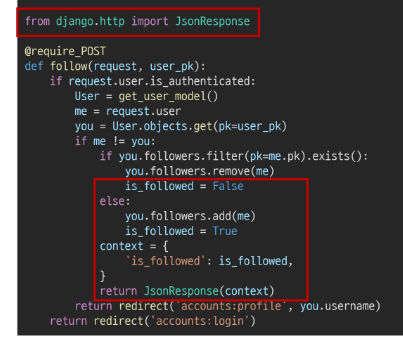 from django.http import JsonResponse
@require_POST
def follow(request, user_pk):
    if request.user.is_authenticated:
        User = get_user_model()
        me = request.user
        you = User.objects.get(pk=user_pk)
        if me != you:
            if you.followers.filter(pk=me.pk).exists():
                you.followers.remove(me)
                is_followed = False
            else:
                you.followers.add(me)
                is_followed = True
            context = {
                'is_followed': is_followed,
            }
            return JsonResponse(context)
        return redirect('accounts:profile', you.username)
    return redirect('accounts:login')